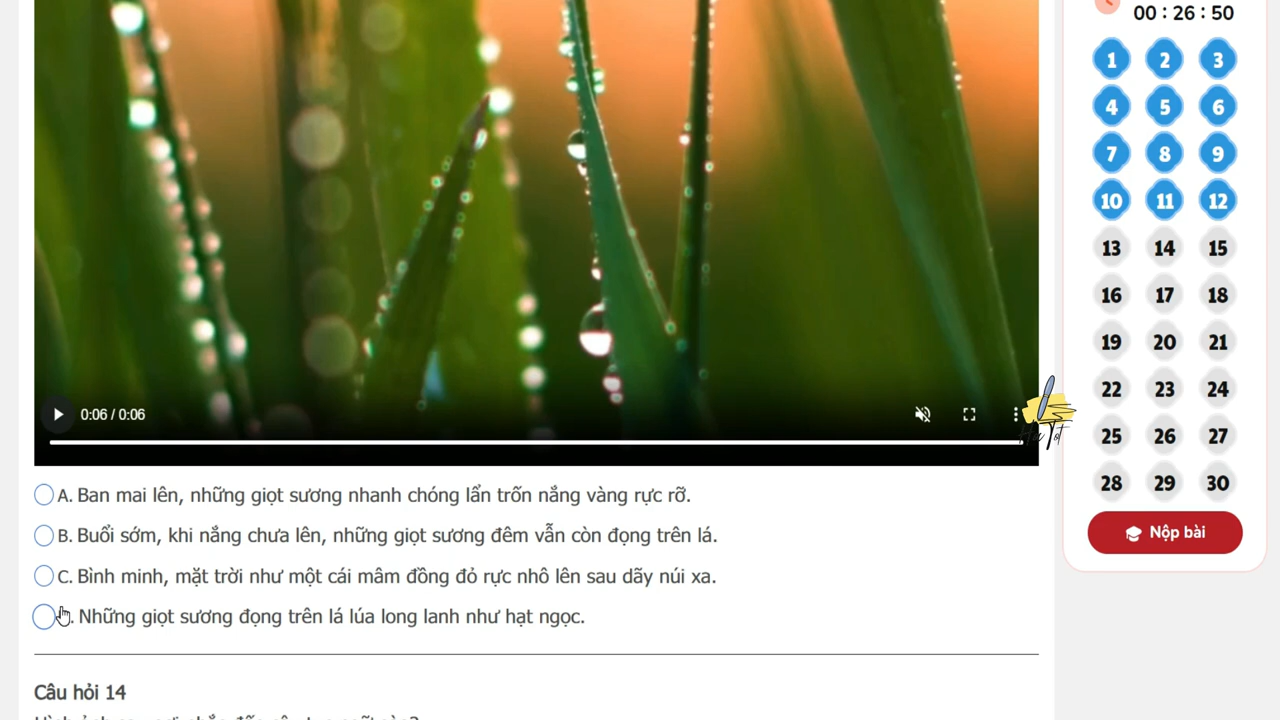 00 : 26 : 50
1 2 3
4 5 6
7 8 9
10 11 12
13 14 15
16 17 18
19 20 21
22 23 24
25 26 27
28 29 30
Nộp bài
0:06 / 0:06
A. Ban mai lên, những giọt sương nhanh chóng lẩn trốn nắng vàng rực rỡ.
B. Buổi sớm, khi nắng chưa lên, những giọt sương đêm vẫn còn đọng trên lá.
C. Bình minh, mặt trời như một cái mâm đồng đỏ rực nhô lên sau dãy núi xa.
. Những giọt sương đọng trên lá lúa long lanh như hạt ngọc.
Câu hỏi 14